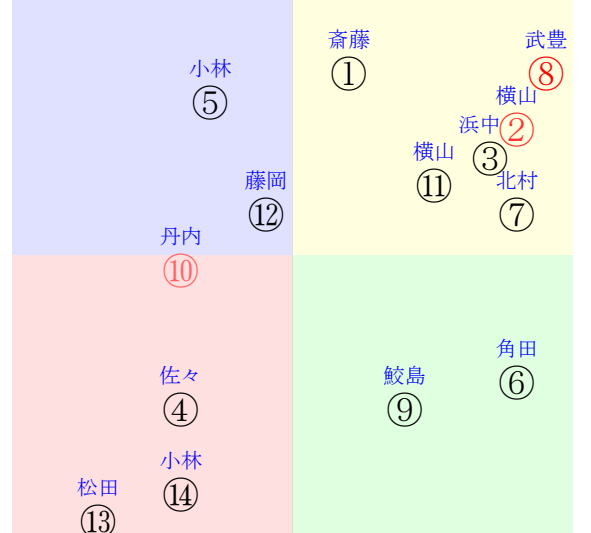 斎藤
①
武豊
⑧
小林
⑤
横山
②
浜中
③
横山
⑪
藤岡
⑫
北村
⑦
丹内
⑩
角田
⑥
佐々
④
鮫島
⑨
小林
⑭
松田
⑬